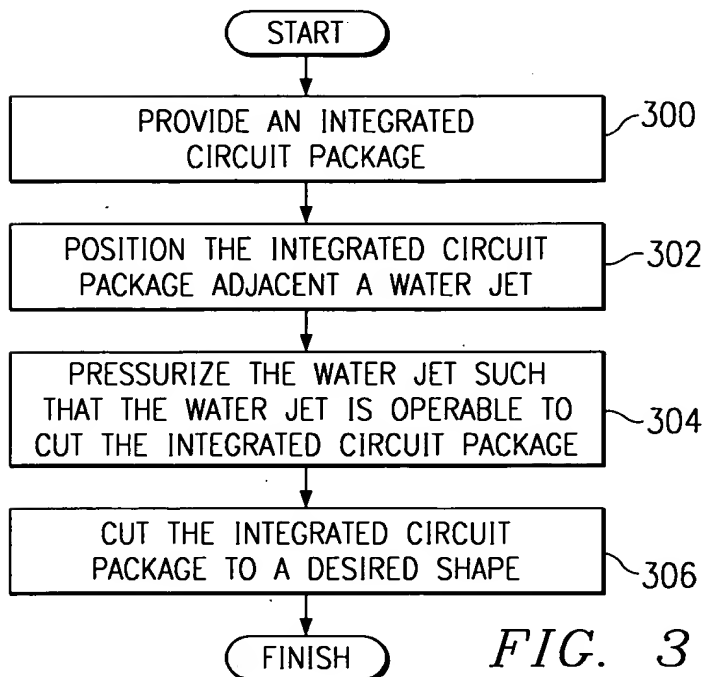 START
PROVIDE AN INTEGRATED
CIRCUIT PACKAGE
300
POSITION THE INTEGRATED CIRCUIT
PACKAGE ADJACENT A WATER JET
302
PRESSURIZE THE WATER JET SUCH
THAT THE WATER JET IS OPERABLE TO
CUT THE INTEGRATED CIRCUIT PACKAGE
304
CUT THE INTEGRATED CIRCUIT
PACKAGE TO A DESIRED SHAPE
306
FINISH
FIG. 3